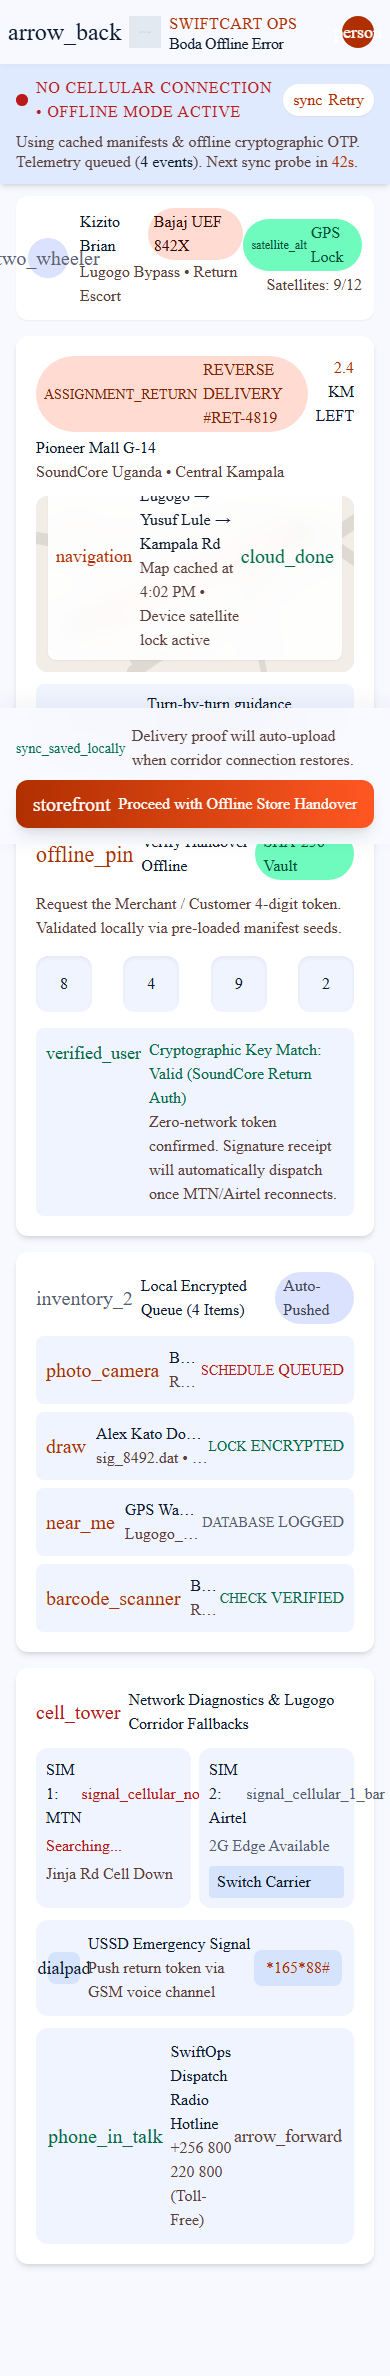 arrow_back
SWIFTCART OPS
Boda Offline Error
person
NO CELLULAR CONNECTION
• OFFLINE MODE ACTIVE
sync Retry
Using cached manifests & offline cryptographic OTP.
Telemetry queued (4 events). Next sync probe in 42s.
two_wheeler
Kizito
Brian
Bajaj UEF
842X
Lugogo Bypass • Return
Escort
satellite_alt
GPS
Lock
Satellites: 9/12
ASSIGNMENT_RETURN
REVERSE
DELIVERY
#RET-4819
2.4
KM
LEFT
Pioneer Mall G-14
SoundCore Uganda • Central Kampala
navigation
Lugogo →
Yusuf Lule →
Kampala Rd
Map cached at
4:02 PM •
Device satellite
lock active
cloud_done
Turn-by-turn guidance
sync_saved_locally
Delivery proof will auto-upload
when corridor connection restores.
storefront Proceed with Offline Store Handover
offline_pin
Verify Handover
Offline
SHA-256
Vault
Request the Merchant / Customer 4-digit token.
Validated locally via pre-loaded manifest seeds.
8
4
9
2
verified_user
Cryptographic Key Match:
Valid (SoundCore Return
Auth)
Zero-network token
confirmed. Signature receipt
will automatically dispatch
once MTN/Airtel reconnects.
inventory_2
Local Encrypted
Queue (4 Items)
Auto-
Pushed
photo_camera
B...
R...
SCHEDULE QUEUED
draw
Alex Kato Do...
sig_8492.dat • ...
LOCK ENCRYPTED
near_me
GPS Wa...
Lugogo_...
DATABASE LOGGED
barcode_scanner
B...
R...
CHECK VERIFIED
cell_tower
Network Diagnostics & Lugogo
Corridor Fallbacks
SIM
1:
MTN
signal_cellular_no
Searching...
Jinja Rd Cell Down
SIM
2:
Airtel
signal_cellular_1_bar
2G Edge Available
Switch Carrier
dialpad
USSD Emergency Signal
Push return token via
GSM voice channel
*165*88#
phone_in_talk
SwiftOps
Dispatch
Radio
Hotline
+256 800
220 800
(Toll-
Free)
arrow_forward